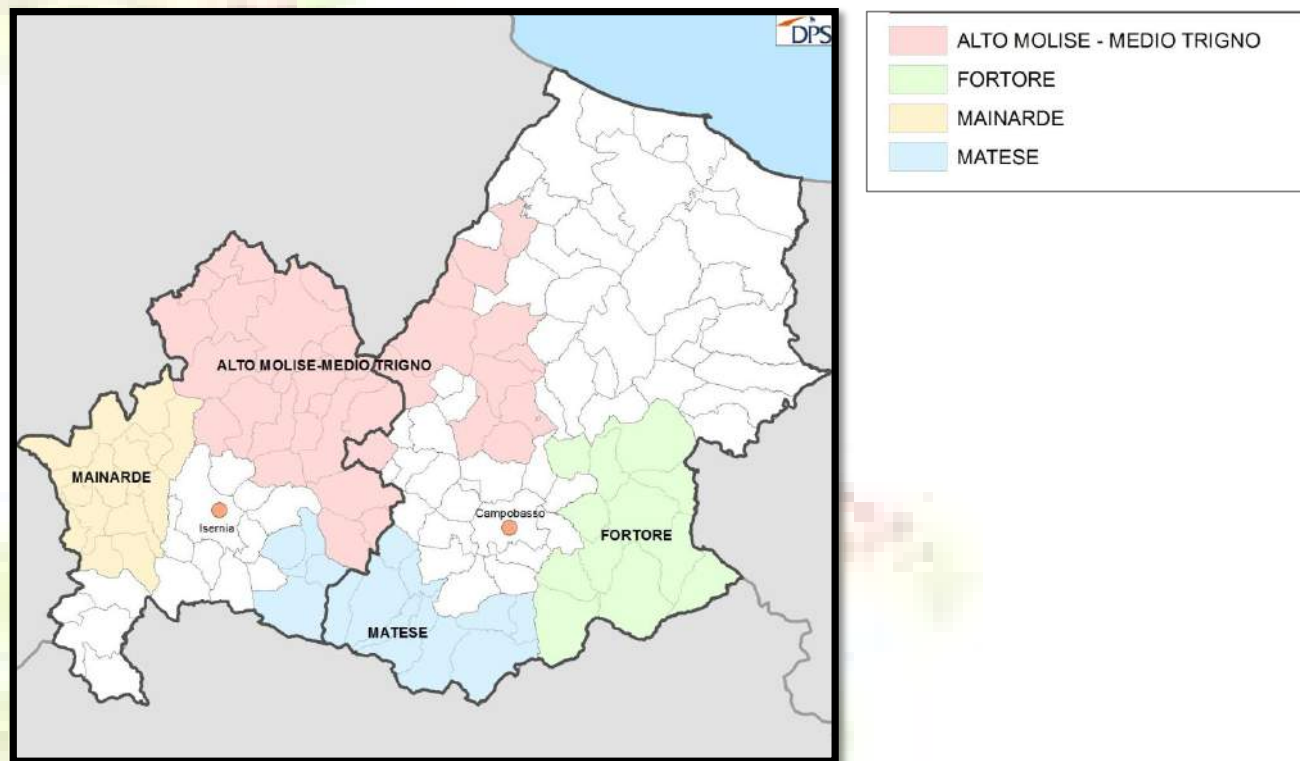 DPS
ALTO MOLISE - MEDIO TRIGNO
FORTORE
MAINARDE
MATESE
ALTO MOLISE-MEDIO TRIGNO
MAINARDE
Isernia
Campobasso
FORTORE
MATESE